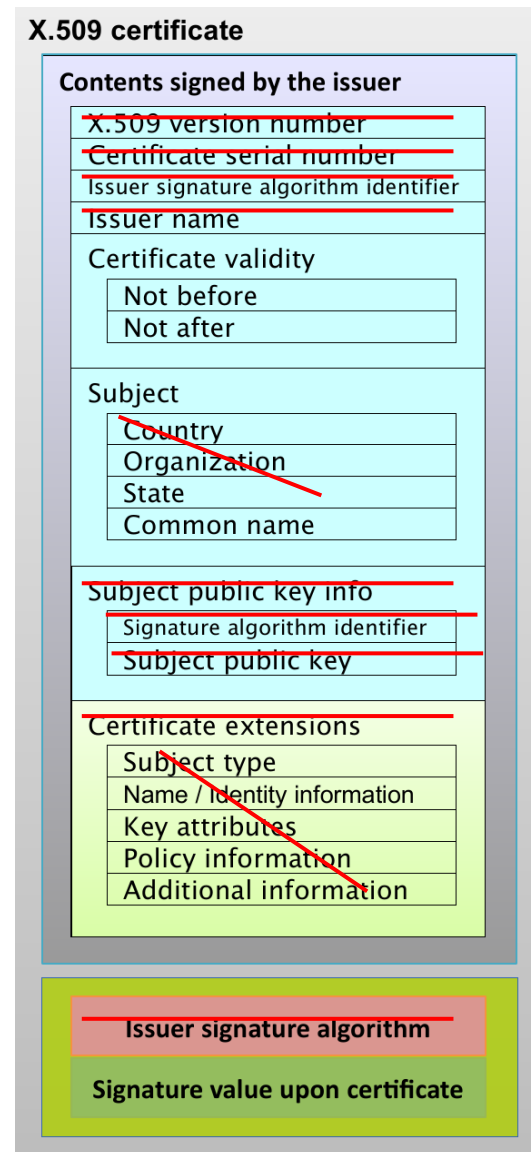 X.509 certificate
Contents signed by the issuer
X.509 version number
Certificate serial number
Issuer signature algorithm identifier
Issuer name
Certificate validity
Not before
Not after
Subject
Country
Organization
State
Common name
Subject public key info
Signature algorithm identifier
Subject public key
Certificate extensions
Subject type
Name / Identity information
Key attributes
Policy information
Additional information
Issuer signature algorithm
Signature value upon certificate